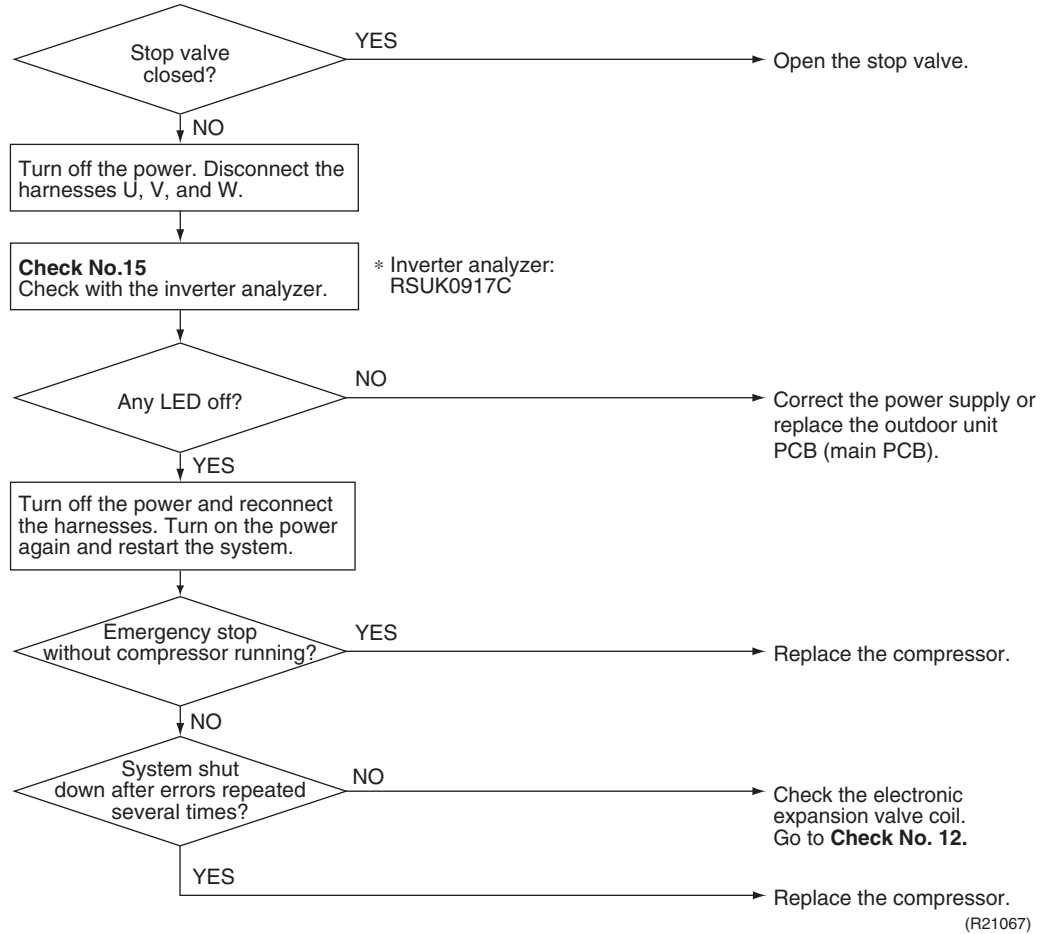 Stop valve
closed?
YES
Open the stop valve.
NO
Turn off the power. Disconnect the
harnesses U, V, and W.
Check No.15
Check with the inverter analyzer.
* Inverter analyzer:
RSUK0917C
Any LED off?
NO
Correct the power supply or
replace the outdoor unit
PCB (main PCB).
YES
Turn off the power and reconnect
the harnesses. Turn on the power
again and restart the system.
Emergency stop
without compressor running?
YES
Replace the compressor.
NO
System shut
down after errors repeated
several times?
NO
Check the electronic
expansion valve coil.
Go to Check No. 12.
YES
Replace the compressor.
(R21067)